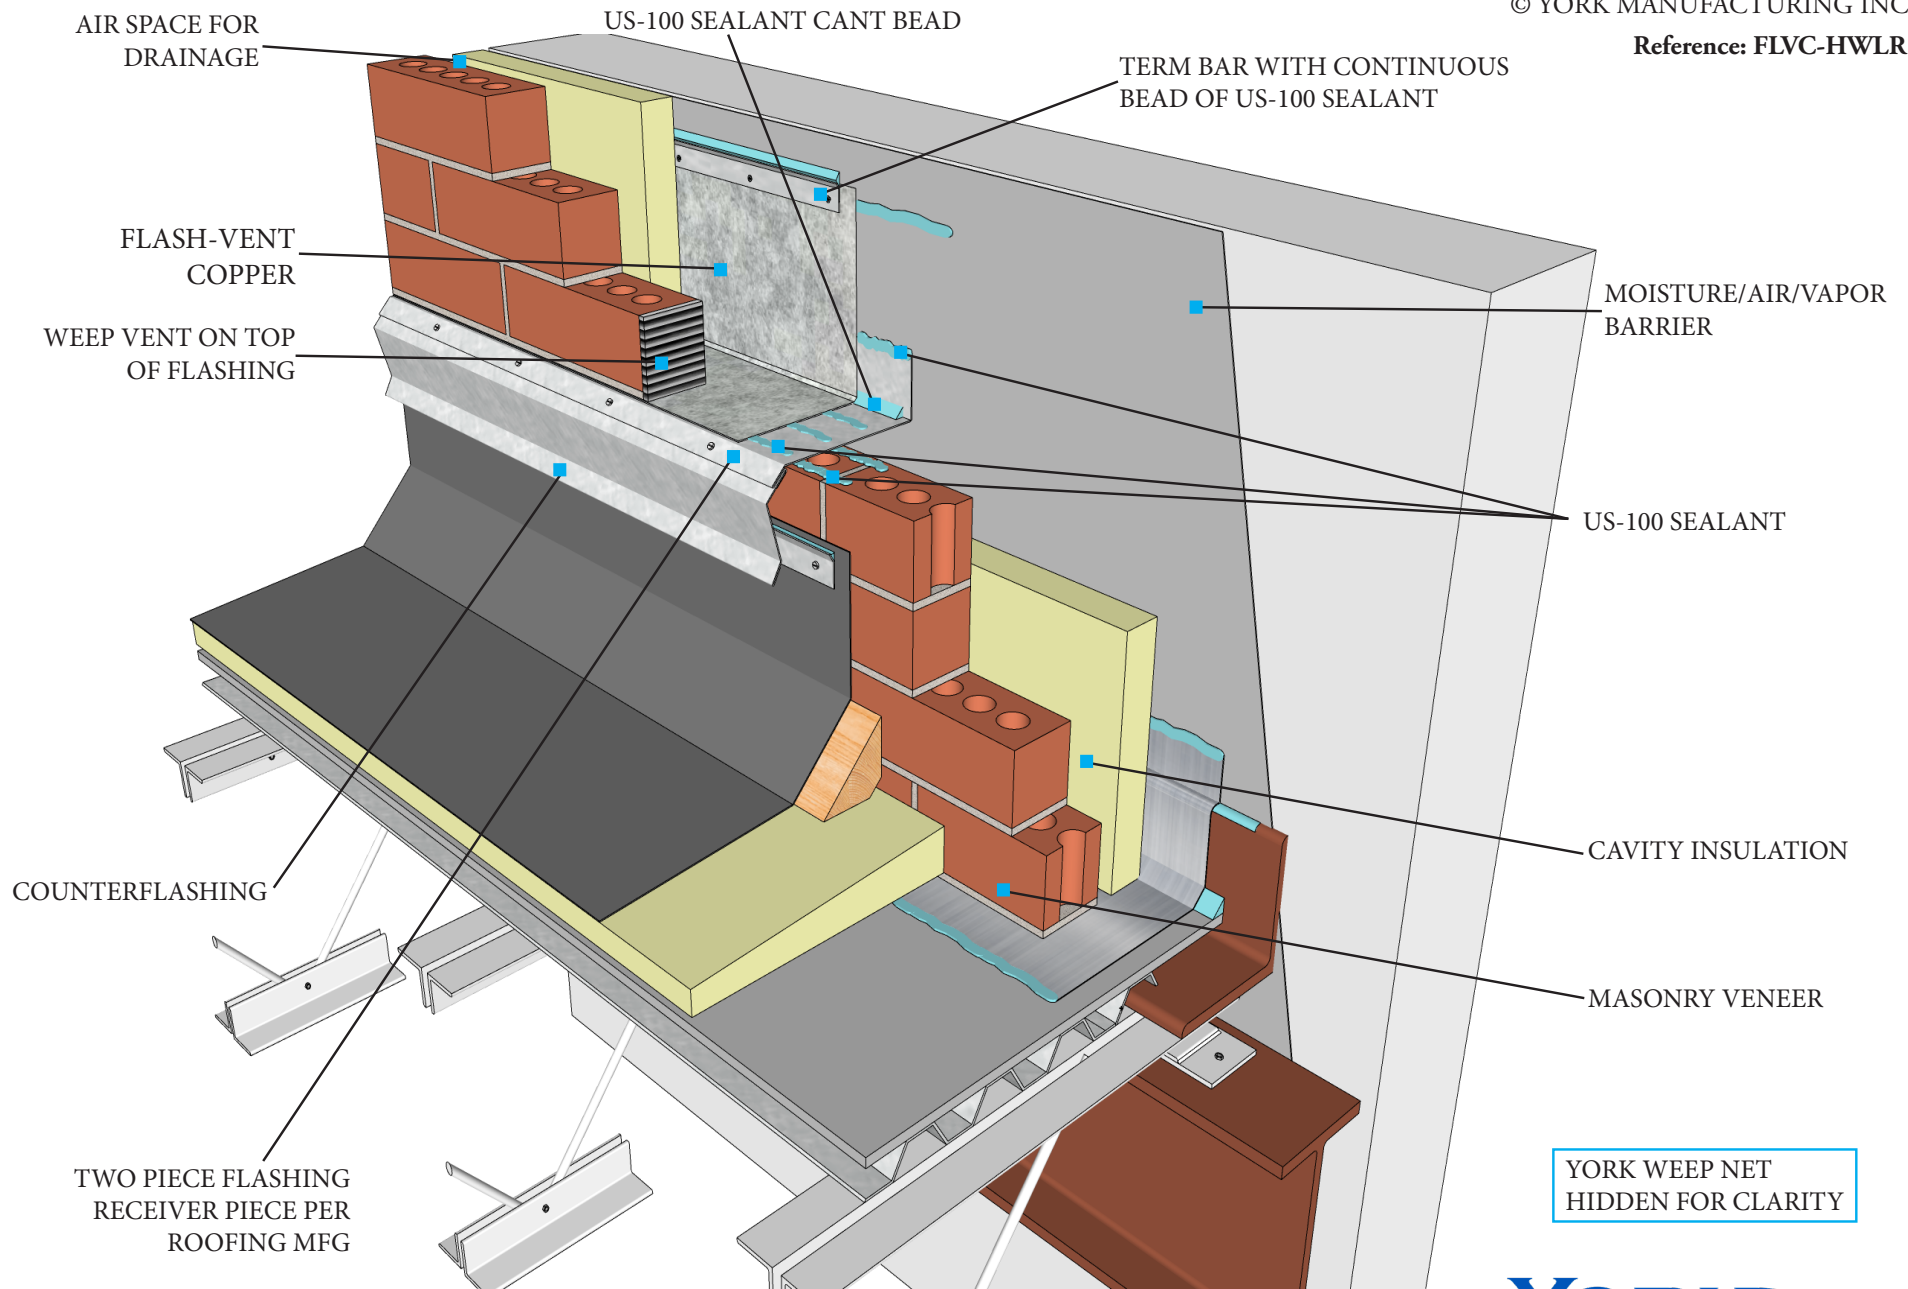 © YORK MANUFACTURING INC
Reference: FLVC-HWLR
AIR SPACE FOR
DRAINAGE
US-100 SEALANT CANT BEAD
TERM BAR WITH CONTINUOUS
BEAD OF US-100 SEALANT
FLASH-VENT
COPPER
WEEP VENT ON TOP
OF FLASHING
MOISTURE/AIR/VAPOR
BARRIER
US-100 SEALANT
CAVITY INSULATION
COUNTERFLASHING
MASONRY VENEER
TWO PIECE FLASHING
RECEIVER PIECE PER
ROOFING MFG
YORK WEEP NET
HIDDEN FOR CLARITY
YORK